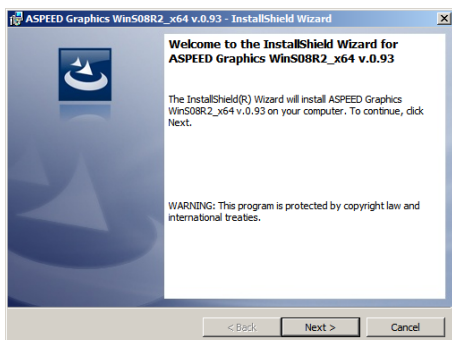 ASPEED Graphics WinS08R2_x64 v.0.93 - InstallShield Wizard
Welcome to the InstallShield Wizard for
ASPEED Graphics WinS08R2_x64 v.0.93
The InstallShield(R) Wizard will install ASPEED Graphics
WinS08R2_x64 v.0.93 on your computer. To continue, click
Next.
WARNING: This program is protected by copyright law and
international treaties.
< Back
Next >
Cancel